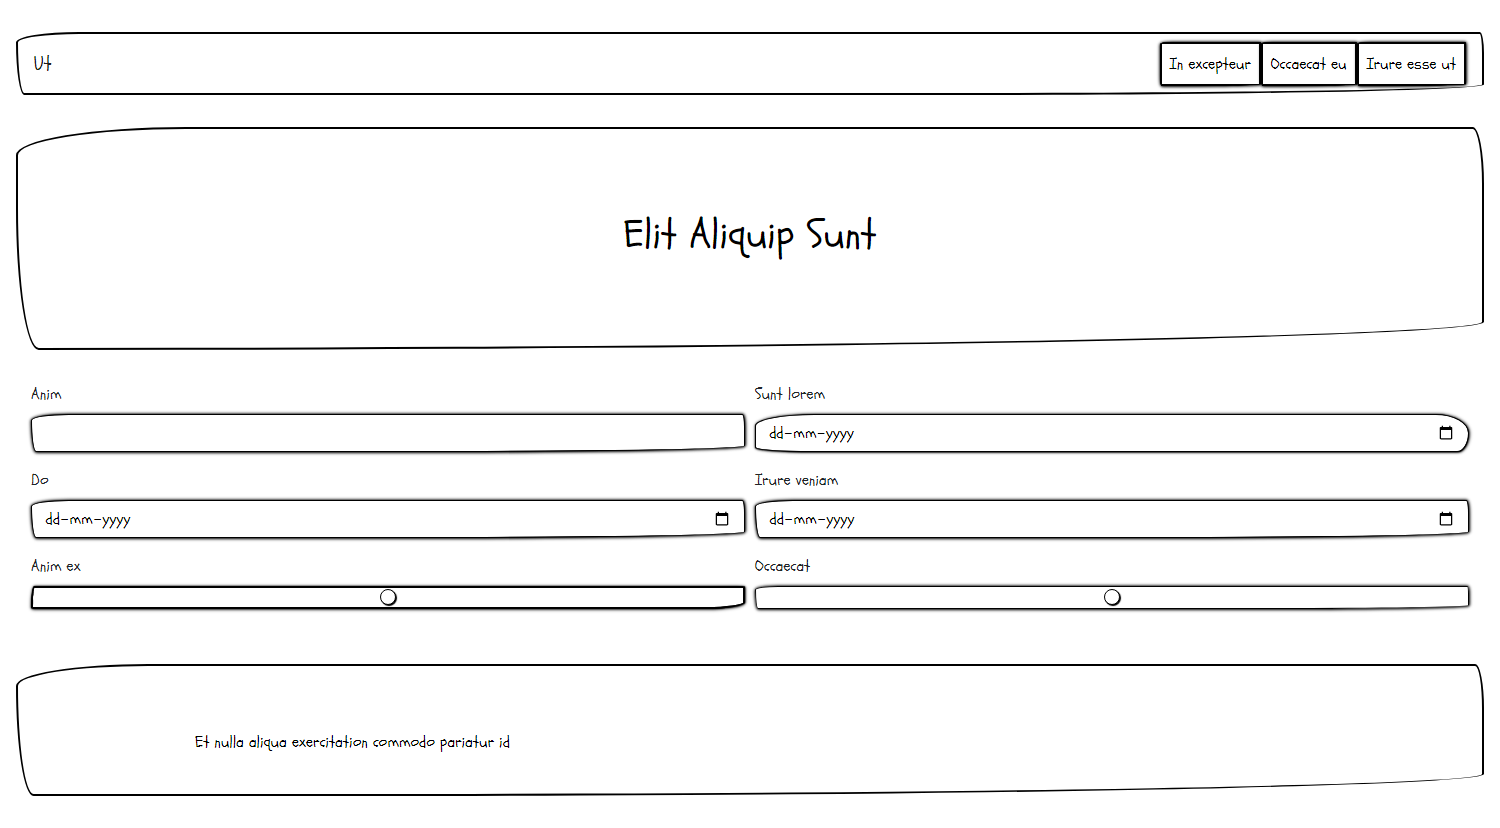 Ut
In excepteur Occaecat eu Irure esse ut
Elit Aliquip Sunt
Anim
Sunt lorem
dd-mm-yyyy
Do
dd-mm-yyyy
Irure veniam
dd-mm-yyyy
Anim ex
Occaecat
Et nulla aliqua exercitation commodo pariatur id